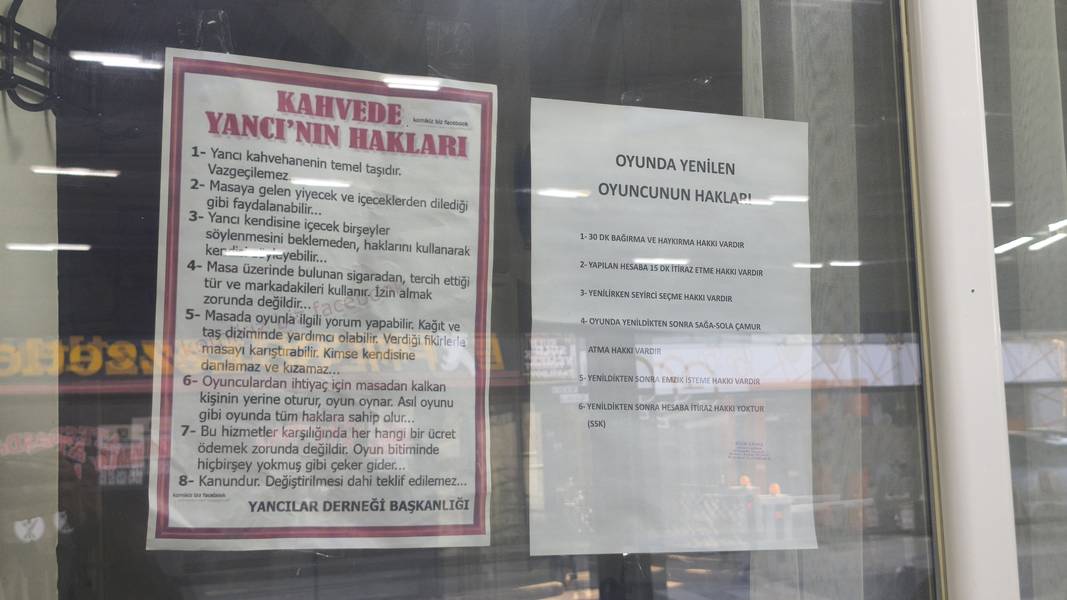 KAHVEDE
komikiz biz facebook
YANCI'NIN HAKLARI
1- Yancı kahvehanenin temel taşıdır.
Vazgeçilemez
2- Masaya gelen yiyecek ve içeceklerden dilediği
gibi faydalanabilir...
3- Yancı kendisine içecek birşeyler
söylenmesini beklemeden, haklarını kullanarak
kendi söyleyebilir...
4- Masa üzerinde bulunan sigaradan, tercih ettiği
tür ve markadakileri kullanır. İzin almak
zorunda değildir...
5- Masada oyunla ilgili yorum yapabilir. Kağıt ve
taş diziminde yardımcı olabilir. Verdiği fikirlerle
masayı karıştırabilir. Kimse kendisine
darılamaz ve kızamaz...
6- Oyunculardan ihtiyaç için masadan kalkan
kişinin yerine oturur, oyun oynar. Asıl oyunu
gibi oyunda tüm haklara sahip olur...
7- Bu hizmetler karşılığında her hangi bir ücret
ödemek zorunda değildir. Oyun bitiminde
hiçbirşey yokmuş gibi çeker gider...
8- Kanundur. Değiştirilmesi dahi teklif edilemez...
komikiz biz facebook
YANCILAR DERNEĞİ BAŞKANLIĞI
OYUNDA YENİLEN
OYUNCUNUN HAKLARI
1- 30 DK BAĞIRMA VE HAYKIRMA HAKKI VARDIR
2- YAPILAN HESABA 15 DK İTİRAZ ETME HAKKI VARDIR
3- YENİLİRKEN SEYİRCİ SEÇME HAKKI VARDIR
4- OYUNDA YENİLDİKTEN SONRA SAĞA-SOLA ÇAMUR
ATMA HAKKI VARDIR
5- YENİLDİKTEN SONRA EMZIK İSTEME HAKKI VARDIR
6- YENİLDİKTEN SONRA HESABA İTİRAZ HAKKI YOKTUR
(SSK)